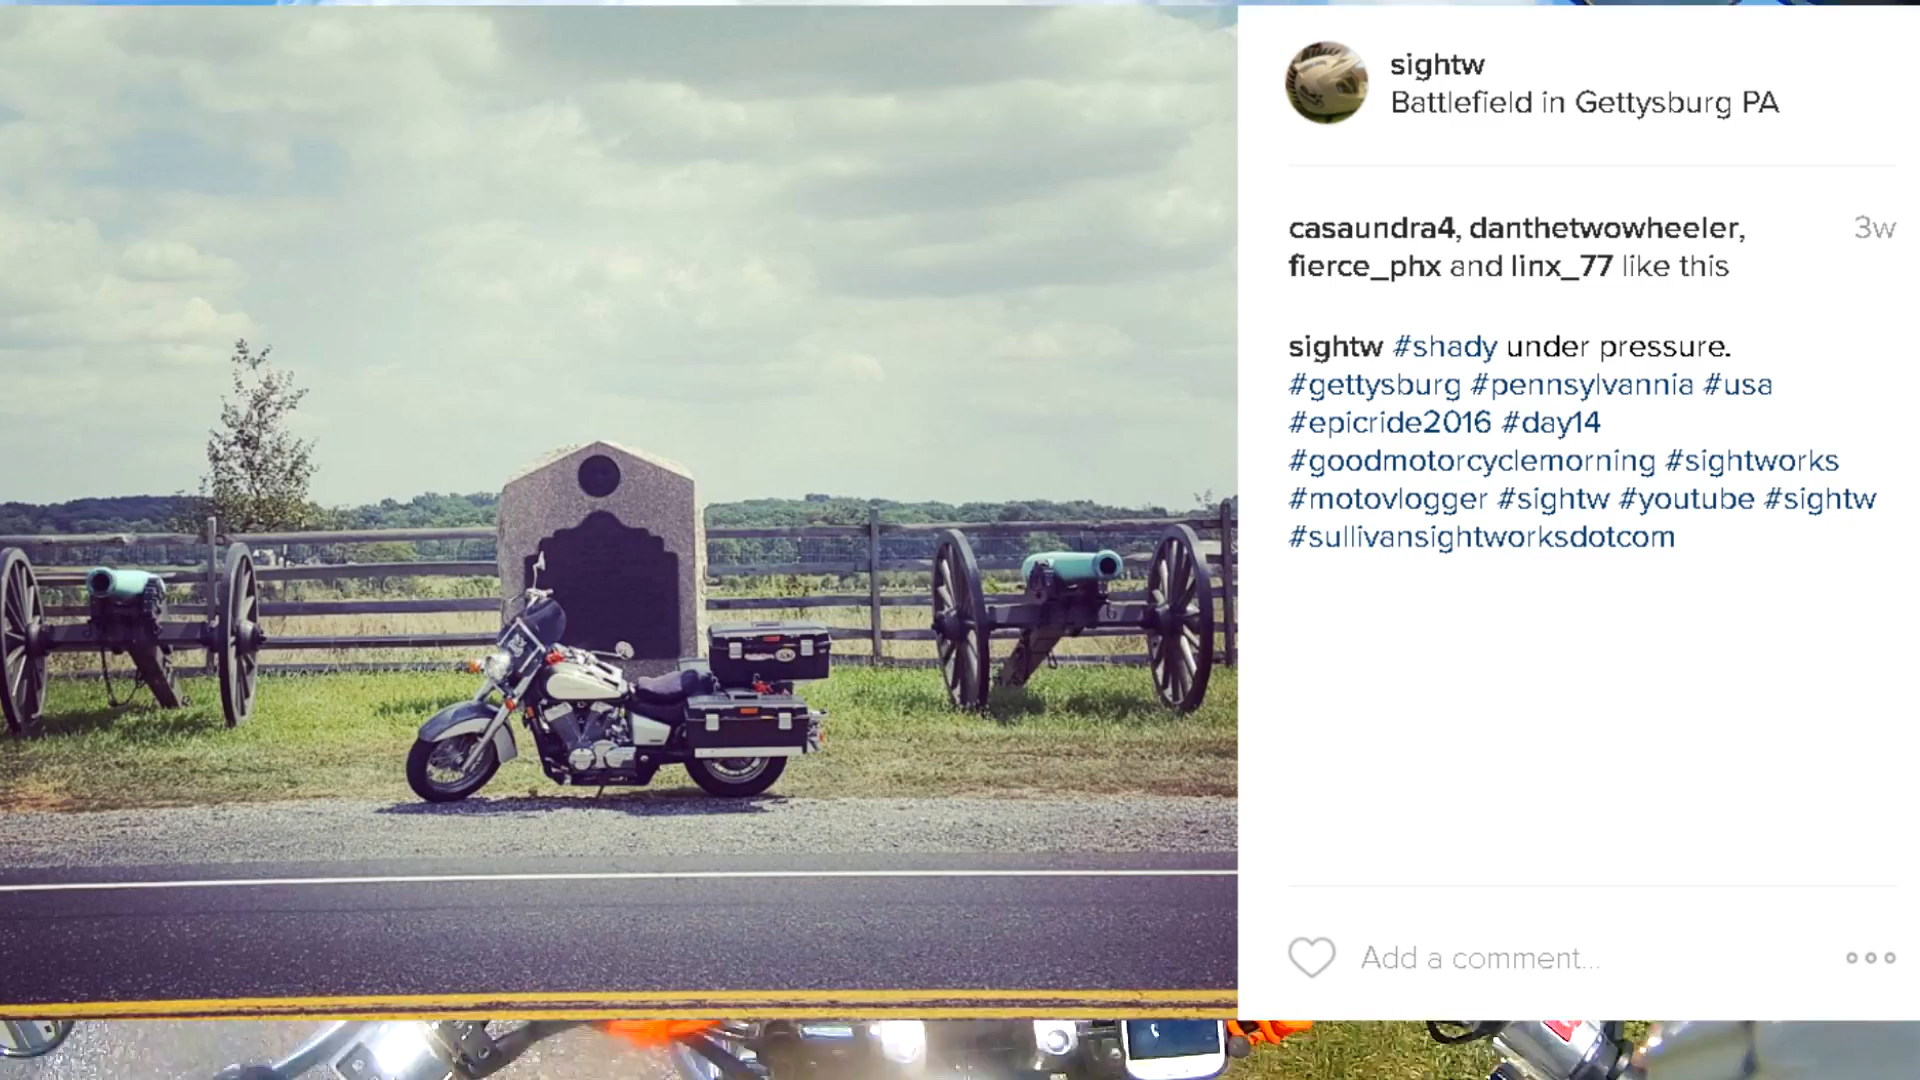 sightw
Battlefield in Gettysburg PA
casaundra4, danthetwowheeler, 3w
fierce_phx and linx_77 like this
sightw #shady under pressure.
#gettysburg #pennsylvannia #usa
#epicride2016 #day14
#goodmotorcyclemorning #sightworks
#motovlogger #sightw #youtube #sightw
#sullivansightworksdotcom
Add a comment...